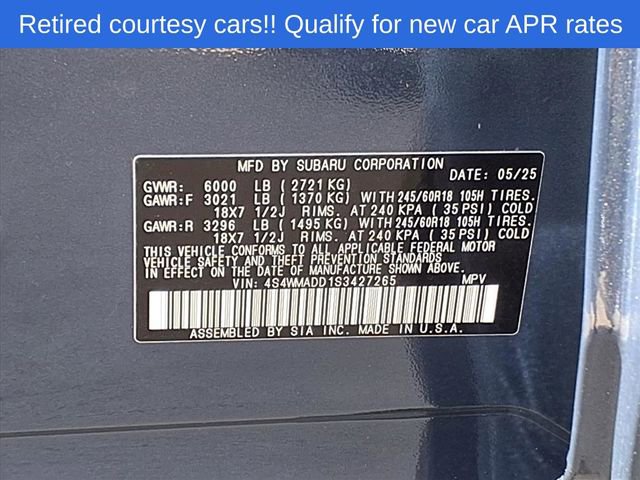 Retired courtesy cars!! Qualify for new car APR rates
MFD BY SUBARU CORPORATION
DATE: 05/25
GVWR: 6000 LB ( 2721 KG)
GAWR:F 3021 LB ( 1370 KG) WITH 245/60R18 105H TIRES.
18X7 1/2J RIMS. AT 240 KPA ( 35 PSI) COLD
GAWR:R 3296 LB ( 1495 KG) WITH 245/60R18 105H TIRES.
18X7 1/2J RIMS. AT 240 KPA ( 35 PSI) COLD
THIS VEHICLE CONFORMS TO ALL APPLICABLE FEDERAL MOTOR
VEHICLE SAFETY AND THEFT PREVENTION STANDARDS
IN EFFECT ON THE DATE OF MANUFACTURE SHOWN ABOVE.
VIN: 4S4WMADD1S3427265 MPV
ASSEMBLED BY SIA INC. MADE IN U.S.A.